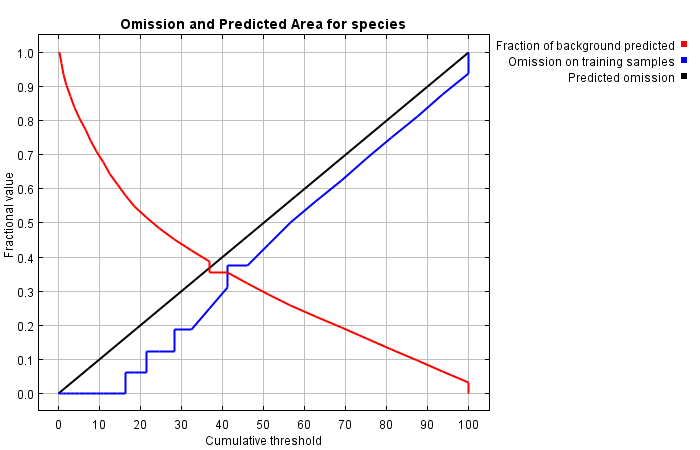 Omission and Predicted Area for species
Fraction of background predicted
Omission on training samples
Predicted omission
Fractional value
1.0
0.9
0.8
0.7
0.6
0.5
0.4
0.3
0.2
0.1
0.0
0 10 20 30 40 50 60 70 80 90 100
Cumulative threshold